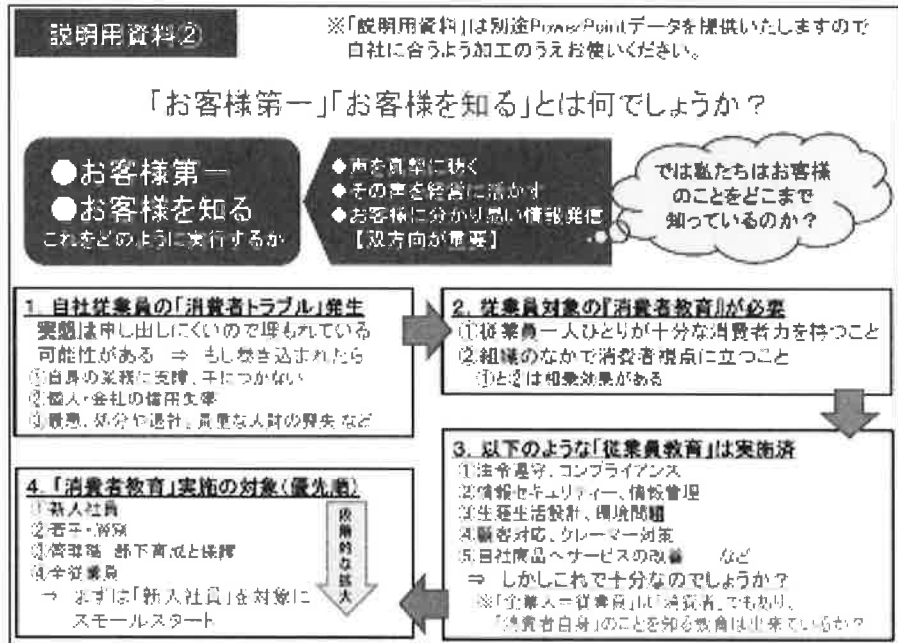 説明用資料②
※「説明用資料」は別途PowerPointデータを提供いたしますので
自社に合うよう加工のうえお使いください。
「お客様第一」「お客様を知る」とは何でしょうか？
●お客様第一
●お客様を知る
これをどのように実行するか
◆声を真摯に聴く
◆その声を経営に活かす
◆お客様に分かり易い情報発信
【双方向が重要】
では私たちはお客様
のことをどこまで
知っているのか？
1．自社従業員の「消費者トラブル」発生
実態は申し出しにくいので埋もれている
可能性がある ⇒ もし巻き込まれたら
①自身の業務に支障、手につかない
②個人・会社の信用失墜
③最悪、処分や退社、貴重な人財の喪失 など
2．従業員対象の『消費者教育』が必要
①従業員一人ひとりが十分な消費者力を持つこと
②組織のなかで消費者視点に立つこと
①と②は相乗効果がある
3．以下のような「従業員教育」は実施済
①法令遵守、コンプライアンス
②情報セキュリティー、情報管理
③生涯生活設計、環境問題
④顧客対応、クレーマー対策
⑤自社商品へサービスの改善 など
⇒ しかしこれで十分なのでしょうか？
※「企業人＝従業員」は「消費者」でもあり、
「消費者自身」のことを知る教育は出来ているか？
4．「消費者教育」実施の対象（優先順）
①新人社員
②若手・
③管理職 部下育成と
④全従業員
⇒ まずは「新入社員」を対象に
スモールスタート
段階的な拡大